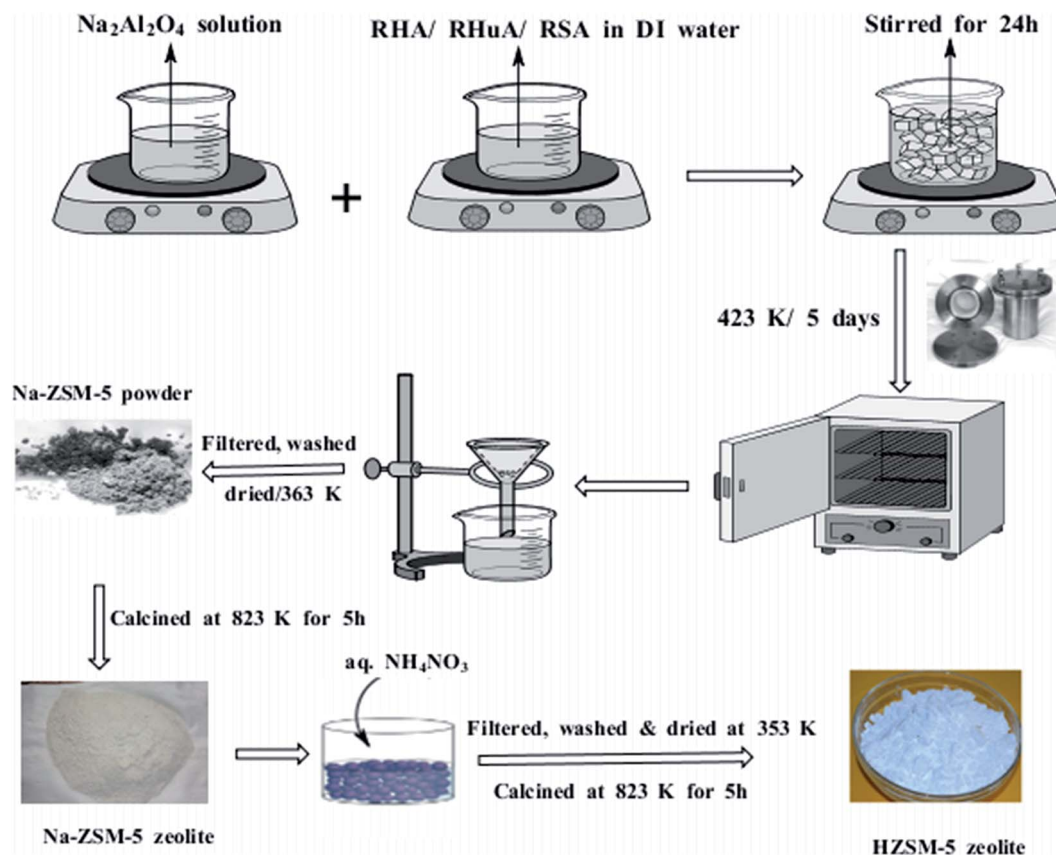 Na₂Al₂O₄ solution
RHA/ RHuA/ RSA in DI water
Stirred for 24h
+
423 K/ 5 days
Na-ZSM-5 powder
Filtered, washed
dried/363 K
Calcined at 823 K for 5h
aq. NH₄NO₃
Filtered, washed & dried at 353 K
Calcined at 823 K for 5h
Na-ZSM-5 zeolite
HZSM-5 zeolite